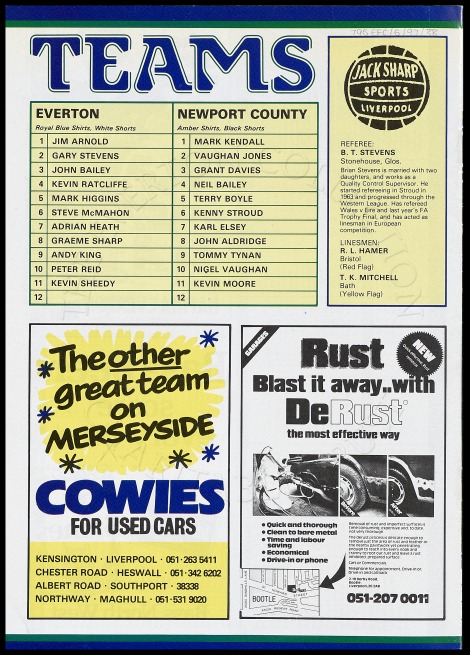 796 EFC/6/97/38
TEAMS
EVERTON
Royal Blue Shirts, White Shorts
1 JIM ARNOLD
2 GARY STEVENS
3 JOHN BAILEY
4 KEVIN RATCLIFFE
5 MARK HIGGINS
6 STEVE McMAHON
7 ADRIAN HEATH
8 GRAEME SHARP
9 ANDY KING
10 PETER REID
11 KEVIN SHEEDY
12
NEWPORT COUNTY
Amber Shirts, Black Shorts
1 MARK KENDALL
2 VAUGHAN JONES
3 GRANT DAVIES
4 NEIL BAILEY
5 TERRY BOYLE
6 KENNY STROUD
7 KARL ELSEY
8 JOHN ALDRIDGE
9 TOMMY TYNAN
10 NIGEL VAUGHAN
11 KEVIN MOORE
12
JACK SHARP
SPORTS
LIVERPOOL
REFEREE:
B. T. STEVENS
Stonehouse, Glos.
Brian Stevens is married with two
daughters, and works as a
Quality Control Supervisor. He
started refereeing in Stroud in
1963 and progressed through the
Western League. Has refereed
Wales v Eire and last year's FA
Trophy Final, and has acted as
linesman in European
competition.
LINESMEN:
R. L. HAMER
Bristol
(Red Flag)
T. K. MITCHELL
Bath
(Yellow Flag)
The other
great team
on
MERSEYSIDE
COWIES
FOR USED CARS
KENSINGTON · LIVERPOOL · 051·263 5411
CHESTER ROAD · HESWALL · 051·342 6202
ALBERT ROAD · SOUTHPORT · 38338
NORTHWAY · MAGHULL · 051·531 9020
GARAGES
NEW
Rust
Blast it away..with
DeRust
the most effective way
● Quick and thorough
● Clean to bare metal
● Time and labour
saving
● Economical
● Drive-in or phone
BOOTLE
051-207 0011